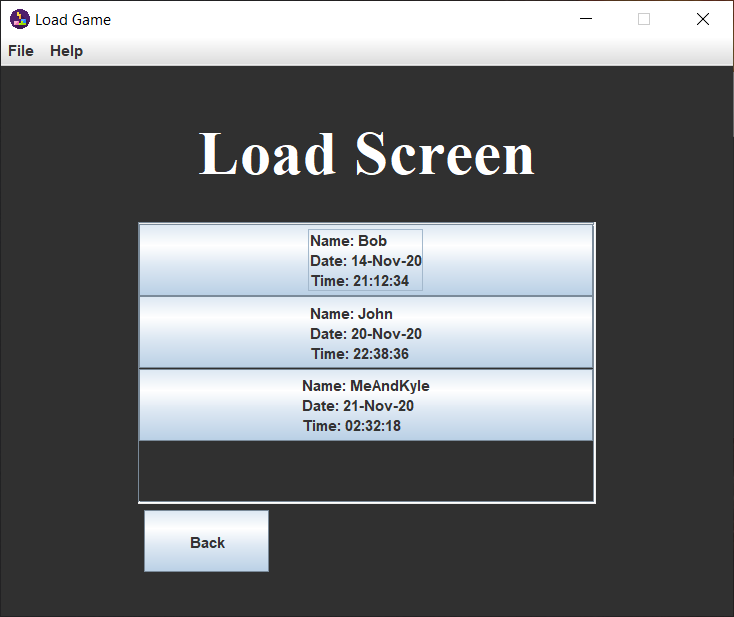 Load Game
File Help
Load Screen
Name: Bob
Date: 14-Nov-20
Time: 21:12:34
Name: John
Date: 20-Nov-20
Time: 22:38:36
Name: MeAndKyle
Date: 21-Nov-20
Time: 02:32:18
Back